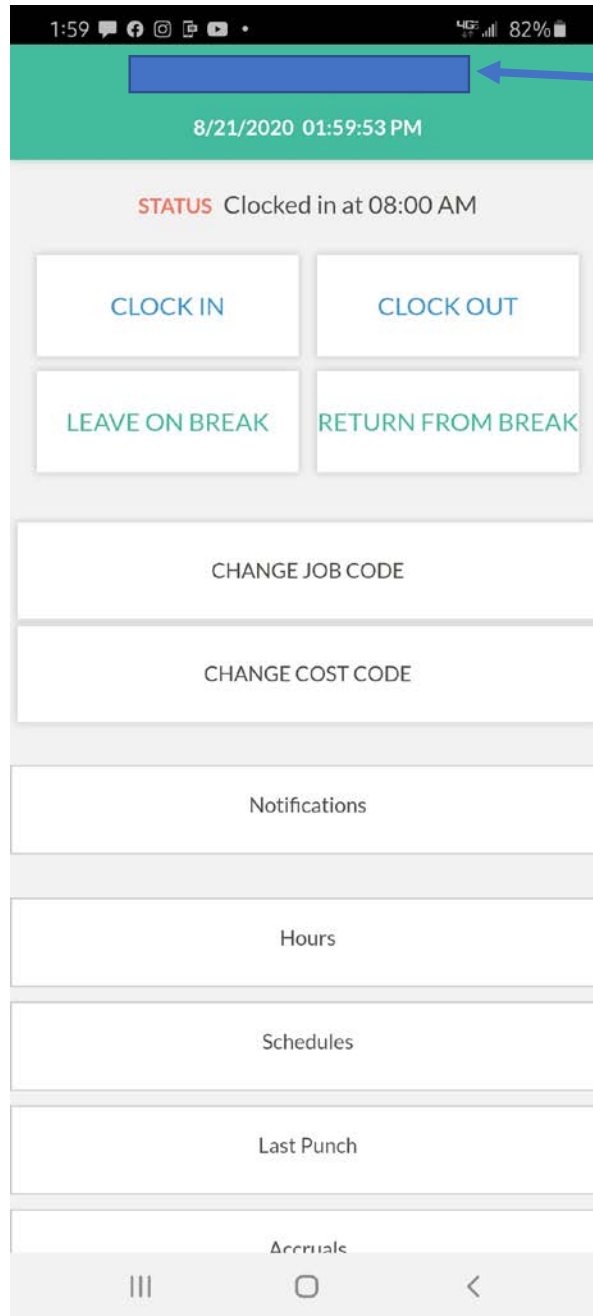 1:59 82%
8/21/2020 01:59:53 PM
STATUS Clocked in at 08:00 AM
CLOCK IN CLOCK OUT
LEAVE ON BREAK RETURN FROM BREAK
CHANGE JOB CODE
CHANGE COST CODE
Notifications
Hours
Schedules
Last Punch
Accruals